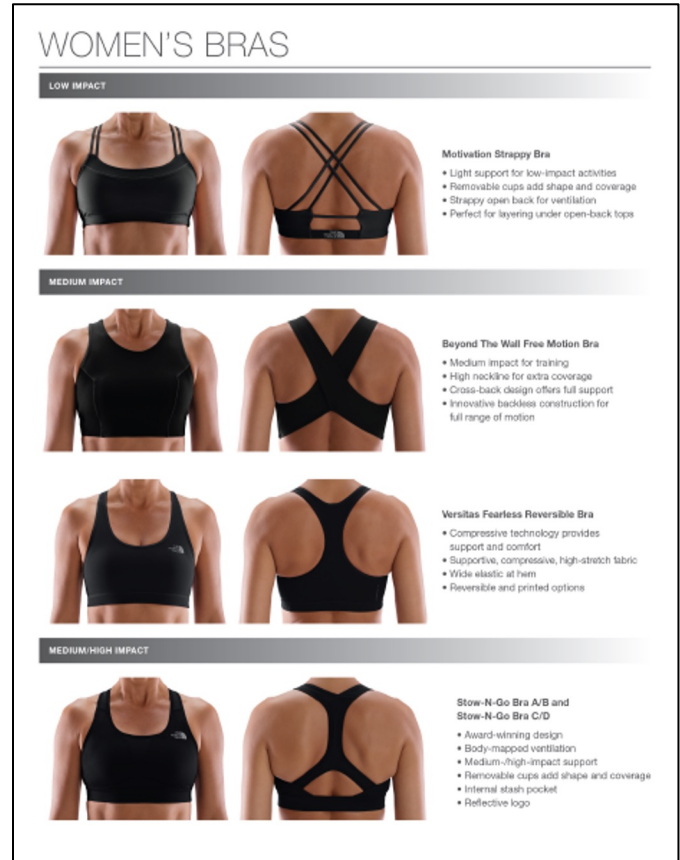 WOMEN'S BRAS
LOW IMPACT
Motivation Strappy Bra
• Light support for low-impact activities
• Removable cups add shape and coverage
• Strappy open back for ventilation
• Perfect for layering under open-back tops
MEDIUM IMPACT
Beyond The Wall Free Motion Bra
• Medium impact for training
• High neckline for extra coverage
• Cross-back design offers full support
• Innovative backless construction for
full range of motion
Versitas Fearless Reversible Bra
• Compressive technology provides
support and comfort
• Supportive, compressive, high-stretch fabric
• Wide elastic at hem
• Reversible and printed options
MEDIUM/HIGH IMPACT
Stow-N-Go Bra A/B and
Stow-N-Go Bra C/D
• Award-winning design
• Body-mapped ventilation
• Medium-/high-impact support
• Removable cups add shape and coverage
• Internal stash pocket
• Reflective logo